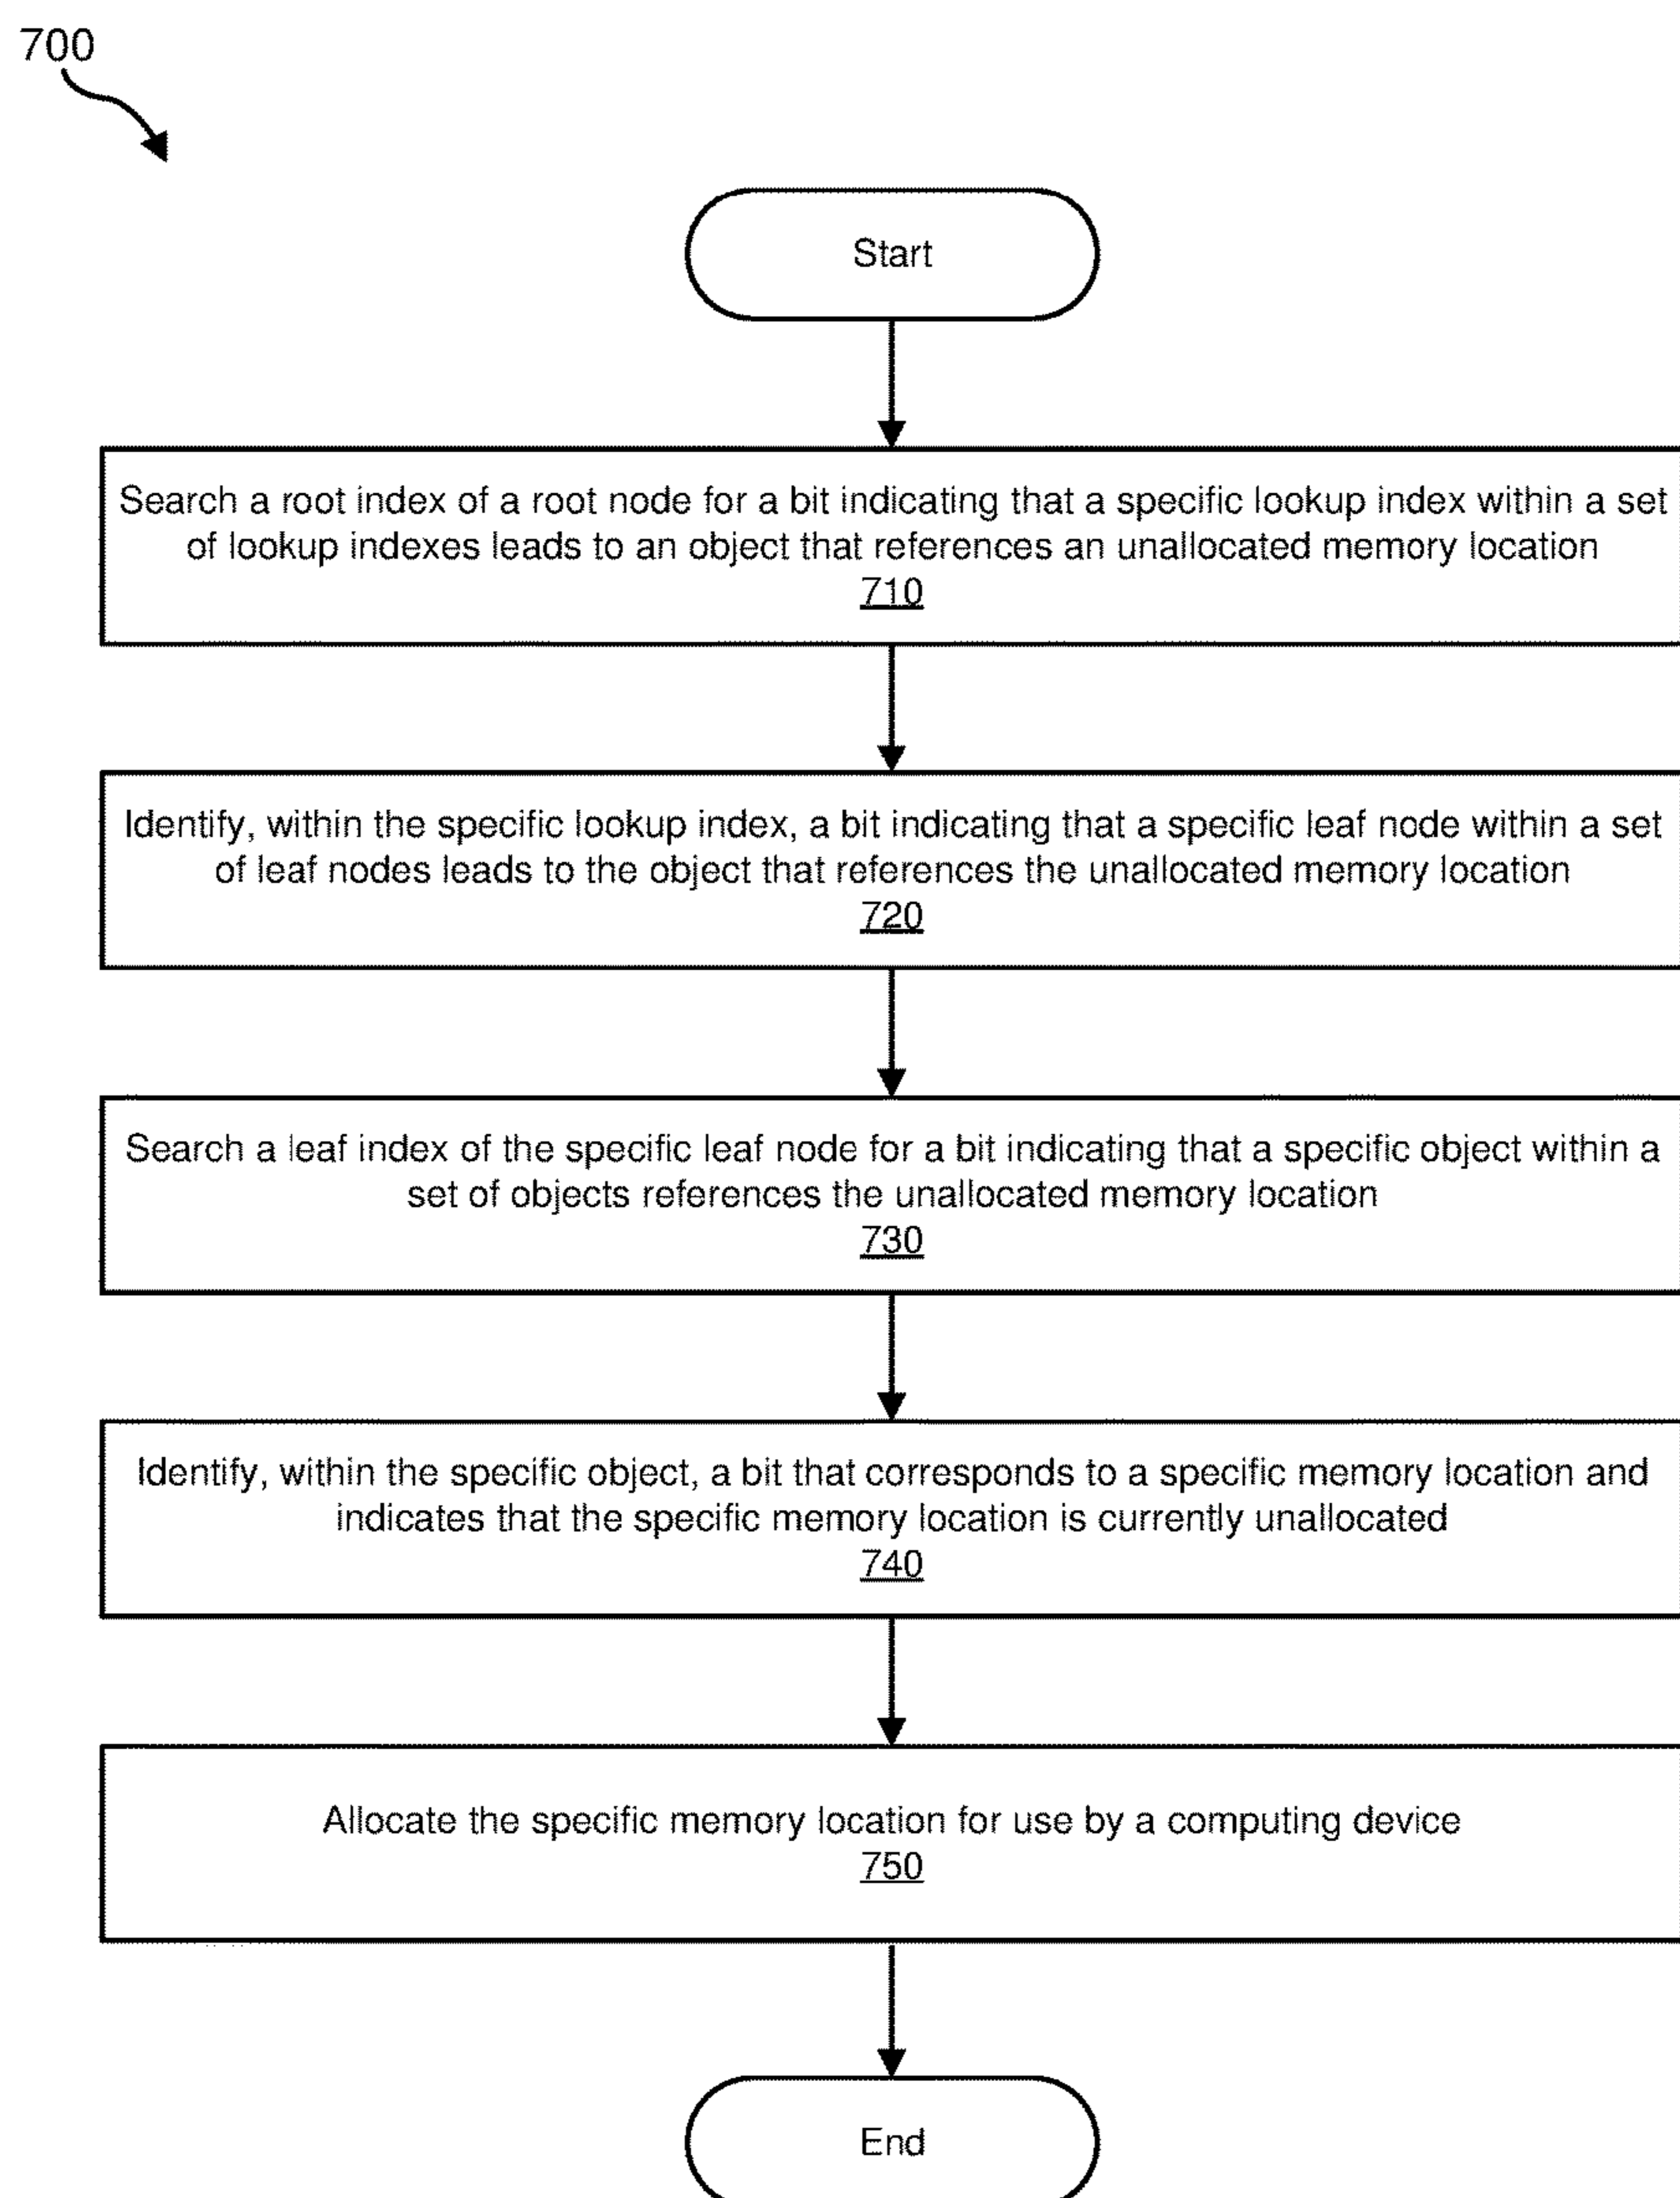 700
Start
Search a root index of a root node for a bit indicating that a specific lookup index within a set
of lookup indexes leads to an object that references an unallocated memory location
710
Identify, within the specific lookup index, a bit indicating that a specific leaf node within a set
of leaf nodes leads to the object that references the unallocated memory location
720
Search a leaf index of the specific leaf node for a bit indicating that a specific object within a
set of objects references the unallocated memory location
730
Identify, within the specific object, a bit that corresponds to a specific memory location and
indicates that the specific memory location is currently unallocated
740
Allocate the specific memory location for use by a computing device
750
End